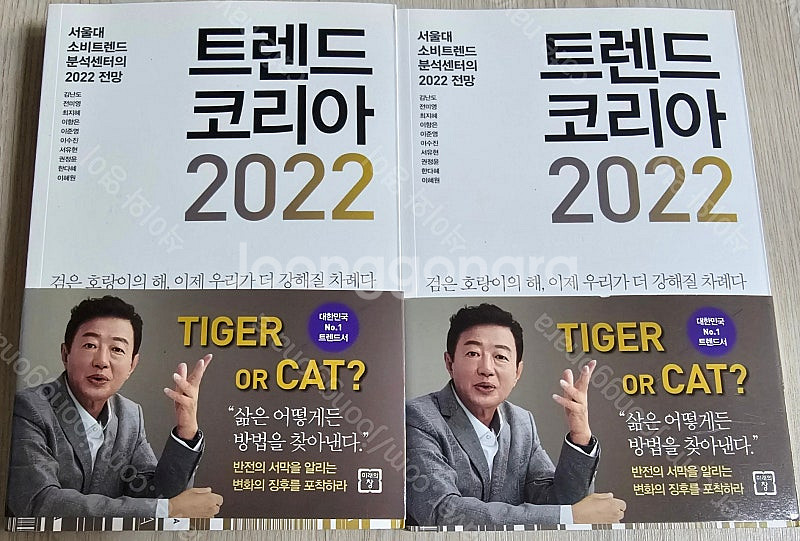 서울대
소비트렌드
분석센터의
2022 전망
김난도
전미영
최지혜
이향은
이준영
이수진
서유현
권정윤
한다혜
이혜원
트렌드
코리아
2022
검은 호랑이의 해, 이제 우리가 더 강해질 차례다
TIGER
OR CAT?
대한민국
No.1
트렌드서
“삶은 어떻게든
방법을 찾아낸다.”
반전의 서막을 알리는
변화의 징후를 포착하라
미래의
창
서울대
소비트렌드
분석센터의
2022 전망
김난도
전미영
최지혜
이향은
이준영
이수진
서유현
권정윤
한다혜
이혜원
트렌드
코리아
2022
검은 호랑이의 해, 이제 우리가 더 강해질 차례다
TIGER
OR CAT?
대한민국
No.1
트렌드서
“삶은 어떻게든
방법을 찾아낸다.”
반전의 서막을 알리는
변화의 징후를 포착하라
미래의
창
joonggonara